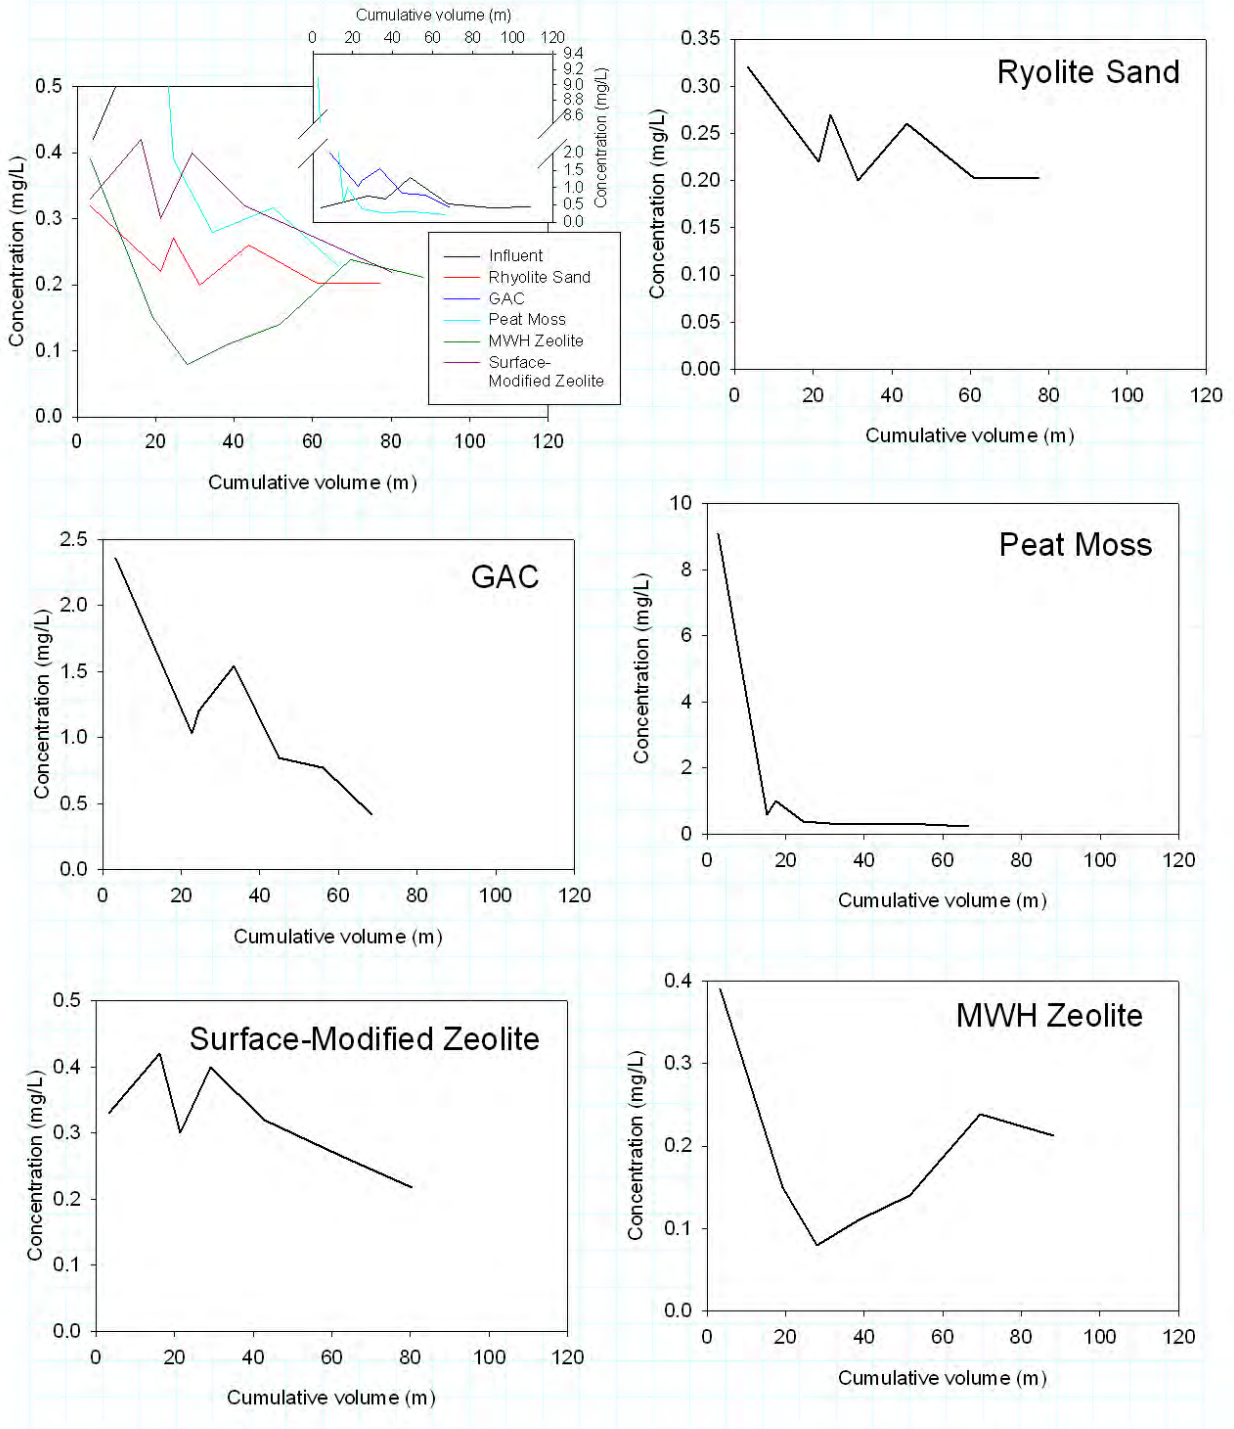 Cumulative volume (m)
0 20 40 60 80 100 120
9.4
9.2
9.0
8.8
8.6
2.0
1.5
1.0
0.5
0.0
Concentration (mg/L)
0.5
0.4
0.3
0.2
0.1
0.0
Concentration (mg/L)
0 20 40 60 80 100 120
Cumulative volume (m)
Influent
Rhyolite Sand
GAC
Peat Moss
MWH Zeolite
Surface-
Modified Zeolite
Ryolite Sand
0.35
0.30
0.25
0.20
0.15
0.10
0.05
0.00
Concentration (mg/L)
0 20 40 60 80 100 120
Cumulative volume (m)
GAC
2.5
2.0
1.5
1.0
0.5
0.0
Concentration (mg/L)
0 20 40 60 80 100 120
Cumulative volume (m)
Peat Moss
10
8
6
4
2
0
Concentration (mg/L)
0 20 40 60 80 100 120
Cumulative volume (m)
Surface-Modified Zeolite
0.5
0.4
0.3
0.2
0.1
0.0
Concentration (mg/L)
0 20 40 60 80 100 120
Cumulative volume (m)
MWH Zeolite
0.4
0.3
0.2
0.1
0.0
Concentration (mg/L)
0 20 40 60 80 100 120
Cumulative volume (m)